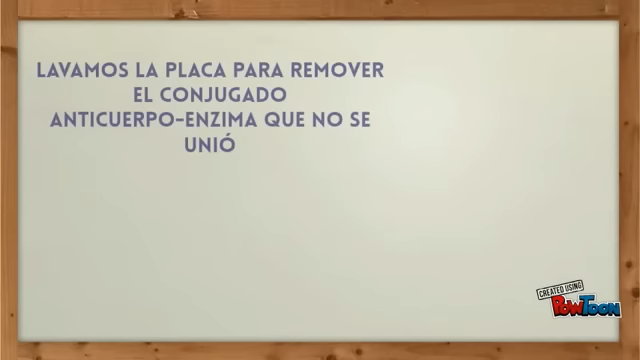 LAVAMOS LA PLACA PARA REMOVER
EL CONJUGADO
ANTICUERPO-ENZIMA QUE NO SE
UNIÓ
CREATED USING
POWTOON